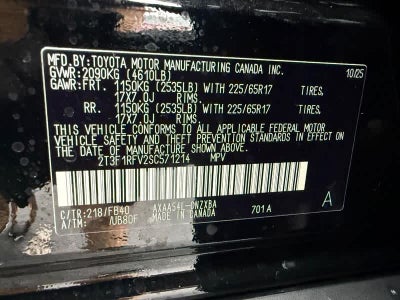 MFD.BY:TOYOTA MOTOR MANUFACTURING CANADA INC.
GVWR:2090KG (4610LB) 10/25
GAWR:FRT. 1150KG (2535LB) WITH 225/65R17 TIRES,
17X7.0J RIMS,
RR. 1150KG (2535LB) WITH 225/65R17 TIRES,
17X7.0J RIMS,
THIS VEHICLE CONFORMS TO ALL APPLICABLE FEDERAL MOTOR
VEHICLE SAFETY AND THEFT PREVENTION STANDARDS IN EFFECT
ON THE DATE OF MANUFACTURE SHOWN ABOVE.
2T3F1RFV2SC571214 MPV
C/TR:218/FB40 AXAA54L-ANZXBA
A/TM: /UB80F MADE IN CANADA 701A A